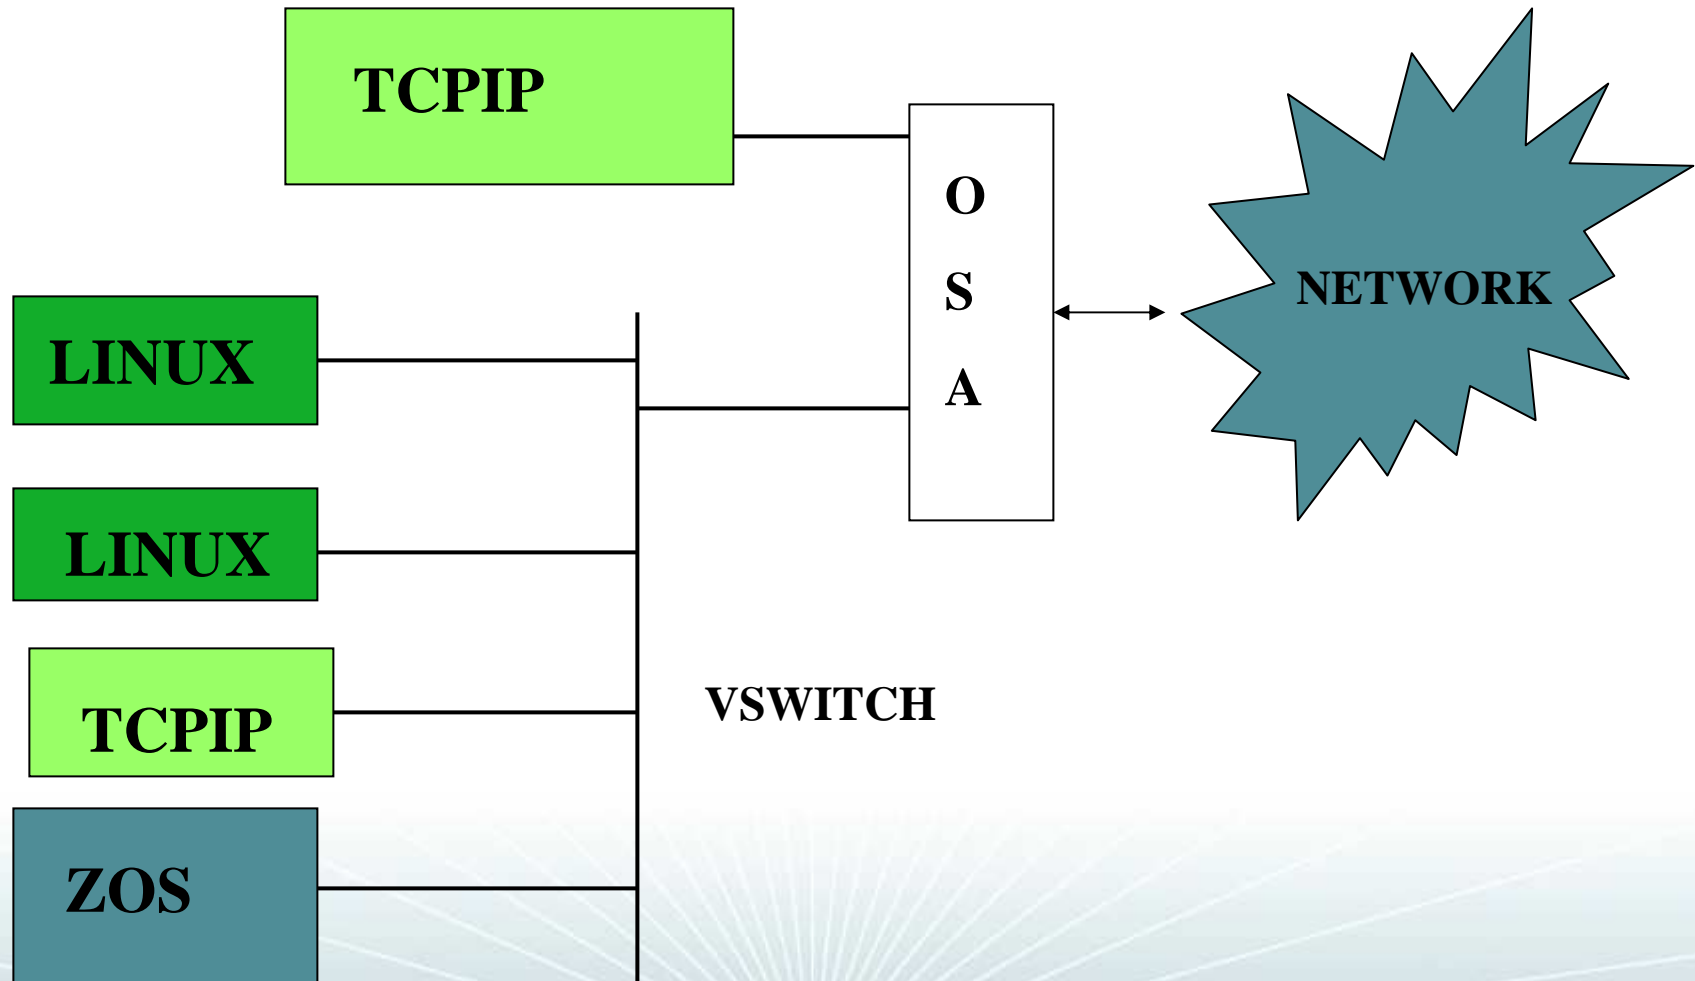 TCPIP
O
S
A
NETWORK
LINUX
LINUX
TCPIP
VSWITCH
ZOS